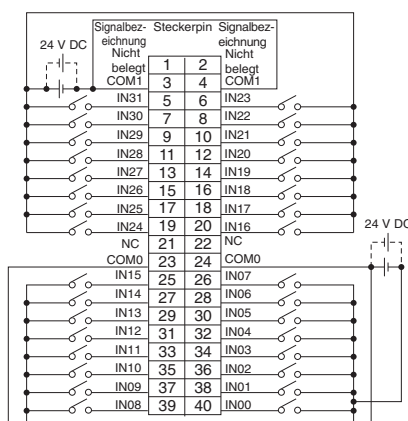 Signalbez-
eichnung
Steckerpin
Signalbez-
eichnung
24 V DC
Nicht
belegt
1 2
Nicht
belegt
COM1 3 4 COM1
IN31 5 6 IN23
IN30 7 8 IN22
IN29 9 10 IN21
IN28 11 12 IN20
IN27 13 14 IN19
IN26 15 16 IN18
IN25 17 18 IN17
IN24 19 20 IN16
NC 21 22 NC
24 V DC
COM0 23 24 COM0
IN15 25 26 IN07
IN14 27 28 IN06
IN13 29 30 IN05
IN12 31 32 IN04
IN11 33 34 IN03
IN10 35 36 IN02
IN09 37 38 IN01
IN08 39 40 IN00